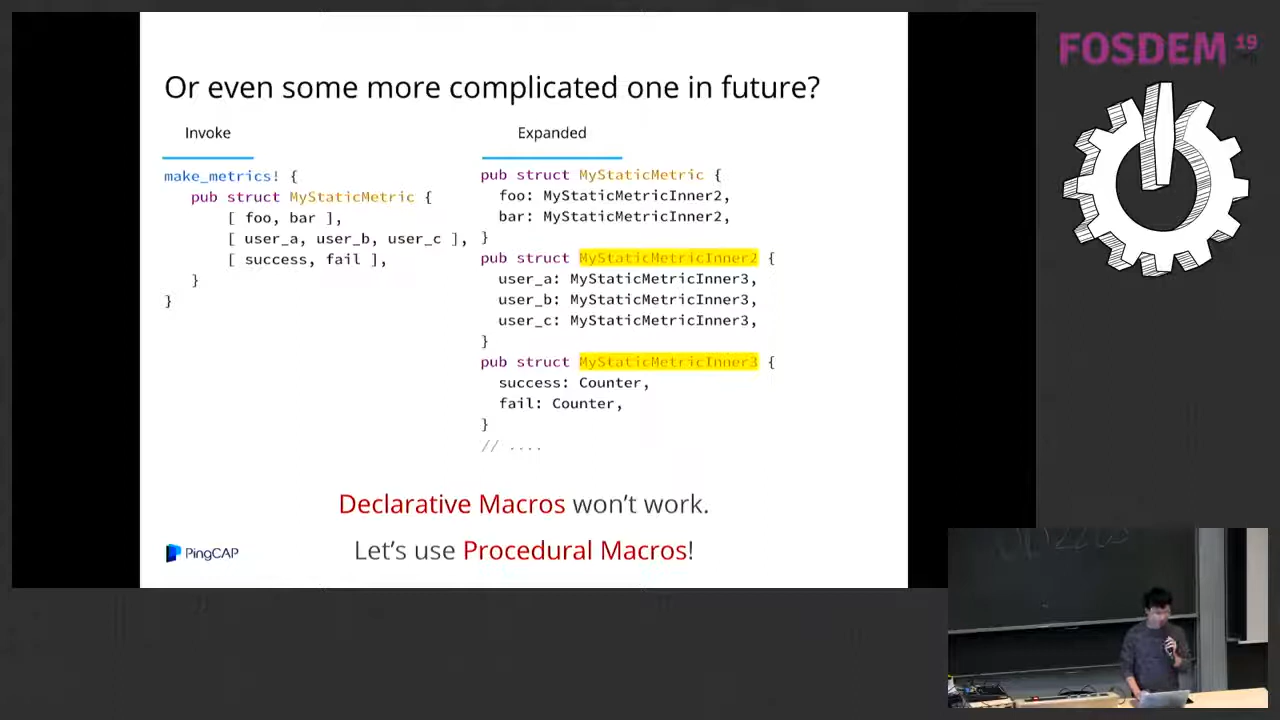 Or even some more complicated one in future?
Invoke
make_metrics! {
pub struct MyStaticMetric {
[ foo, bar ],
[ user_a, user_b, user_c ],
[ success, fail ],
}
}
Expanded
pub struct MyStaticMetric {
foo: MyStaticMetricInner2,
bar: MyStaticMetricInner2,
}
pub struct MyStaticMetricInner2 {
user_a: MyStaticMetricInner3,
user_b: MyStaticMetricInner3,
user_c: MyStaticMetricInner3,
}
pub struct MyStaticMetricInner3 {
success: Counter,
fail: Counter,
}
// ....
Declarative Macros won’t work.
Let’s use Procedural Macros!
PingCAP
FOSDEM 19